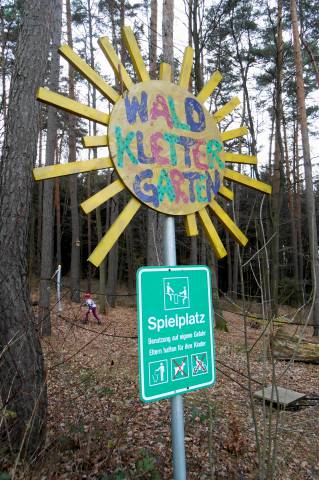 WALD
KLETTER
GARTEN
Spielplatz
Benutzung auf eigene Gefahr
Eltern haften für ihre Kinder